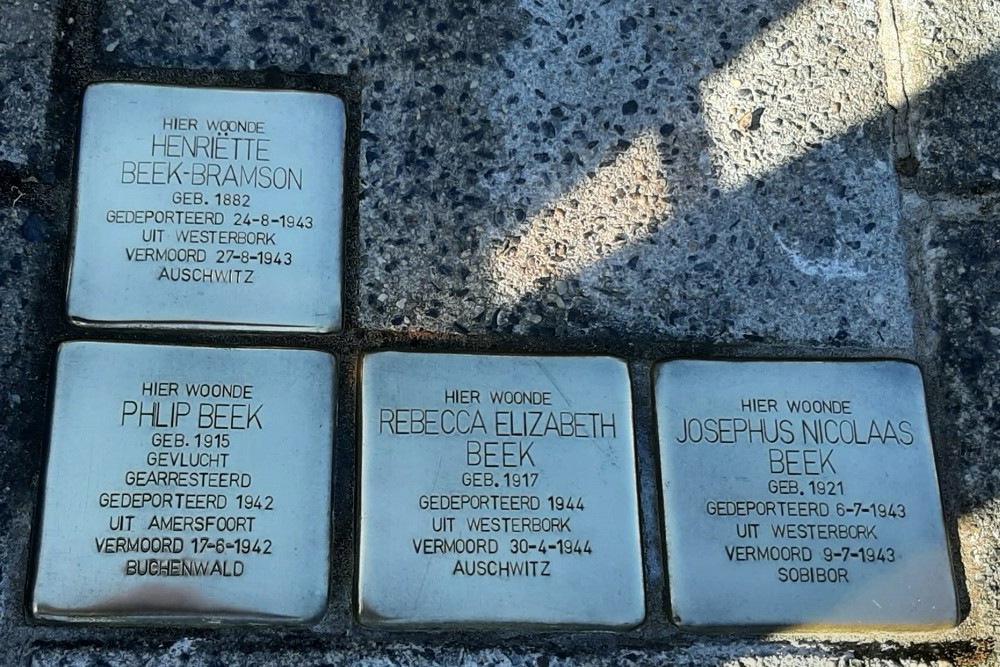 HIER WOONDE
HENRIËTTE
BEEK-BRAMSON
GEB. 1882
GEDEPORTEERD 24-8-1943
UIT WESTERBORK
VERMOORD 27-8-1943
AUSCHWITZ
HIER WOONDE
PHLIP BEEK
GEB. 1915
GEVLUCHT
GEARRESTEERD
GEDEPORTEERD 1942
UIT AMERSFOORT
VERMOORD 17-6-1942
BUCHENWALD
HIER WOONDE
REBECCA ELIZABETH
BEEK
GEB. 1917
GEDEPORTEERD 1944
UIT WESTERBORK
VERMOORD 30-4-1944
AUSCHWITZ
HIER WOONDE
JOSEPHUS NICOLAAS
BEEK
GEB. 1921
GEDEPORTEERD 6-7-1943
UIT WESTERBORK
VERMOORD 9-7-1943
SOBIBOR